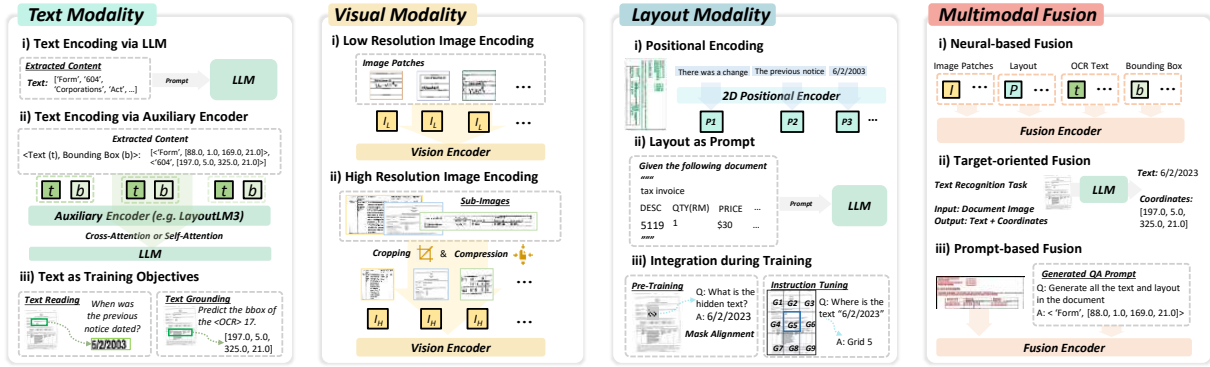 Text Modality
i) Text Encoding via LLM
Extracted Content
Text: ['Form', '604',
'Corporations', 'Act', …]
Prompt
LLM
ii) Text Encoding via Auxiliary Encoder
Extracted Content
<Text (t), Bounding Box (b)>: [<'Form', [88.0, 1.0, 169.0, 21.0]>,
<'604', [197.0, 5.0, 325.0, 21.0]>]
t b t b t b
Auxiliary Encoder (e.g. LayoutLM3)
Cross-Attention or Self-Attention
LLM
iii) Text as Training Objectives
Text Reading
When was
the previous
notice dated?
6/2/2003
Text Grounding
Predict the bbox of
the <OCR> 17.
[197.0, 5.0,
325.0, 21.0]
Visual Modality
i) Low Resolution Image Encoding
Image Patches
...
I_L I_L I_L ...
Vision Encoder
ii) High Resolution Image Encoding
Sub-Images
Cropping & Compression
...
I_H I_H I_H ...
Vision Encoder
Layout Modality
i) Positional Encoding
There was a change The previous notice 6/2/2003
2D Positional Encoder
P1 P2 P3 ...
ii) Layout as Prompt
Given the following document
"""
tax invoice
DESC QTY(RM) PRICE ...
5119 1 $30 ...
"""
Prompt
LLM
iii) Integration during Training
Pre-Training
Q: What is the
hidden text?
A: 6/2/2023
Mask Alignment
Instruction Tuning
G1 G2 G3
G4 G5 G6
G7 G8 G9
Q: Where is the
text "6/2/2023"
A: Grid 5
Multimodal Fusion
i) Neural-based Fusion
Image Patches Layout OCR Text Bounding Box
I ... P ... t ... b ...
Fusion Encoder
ii) Target-oriented Fusion
Text Recognition Task
Input: Document Image
Output: Text + Coordinates
LLM
Text: 6/2/2023
Coordinates:
[197.0, 5.0,
325.0, 21.0]
iii) Prompt-based Fusion
Generated QA Prompt
Q: Generate all the text and layout
in the document
A: < 'Form', [88.0, 1.0, 169.0, 21.0]>
Fusion Encoder